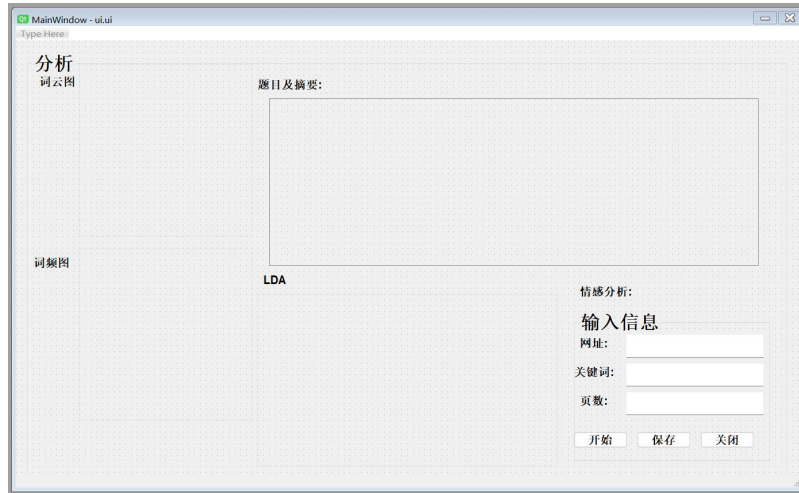 MainWindow - ui.ui
Type Here
分析
词云图
题目及摘要:
词频图
LDA
情感分析:
输入信息
网址:
关键词:
页数:
开始 保存 关闭